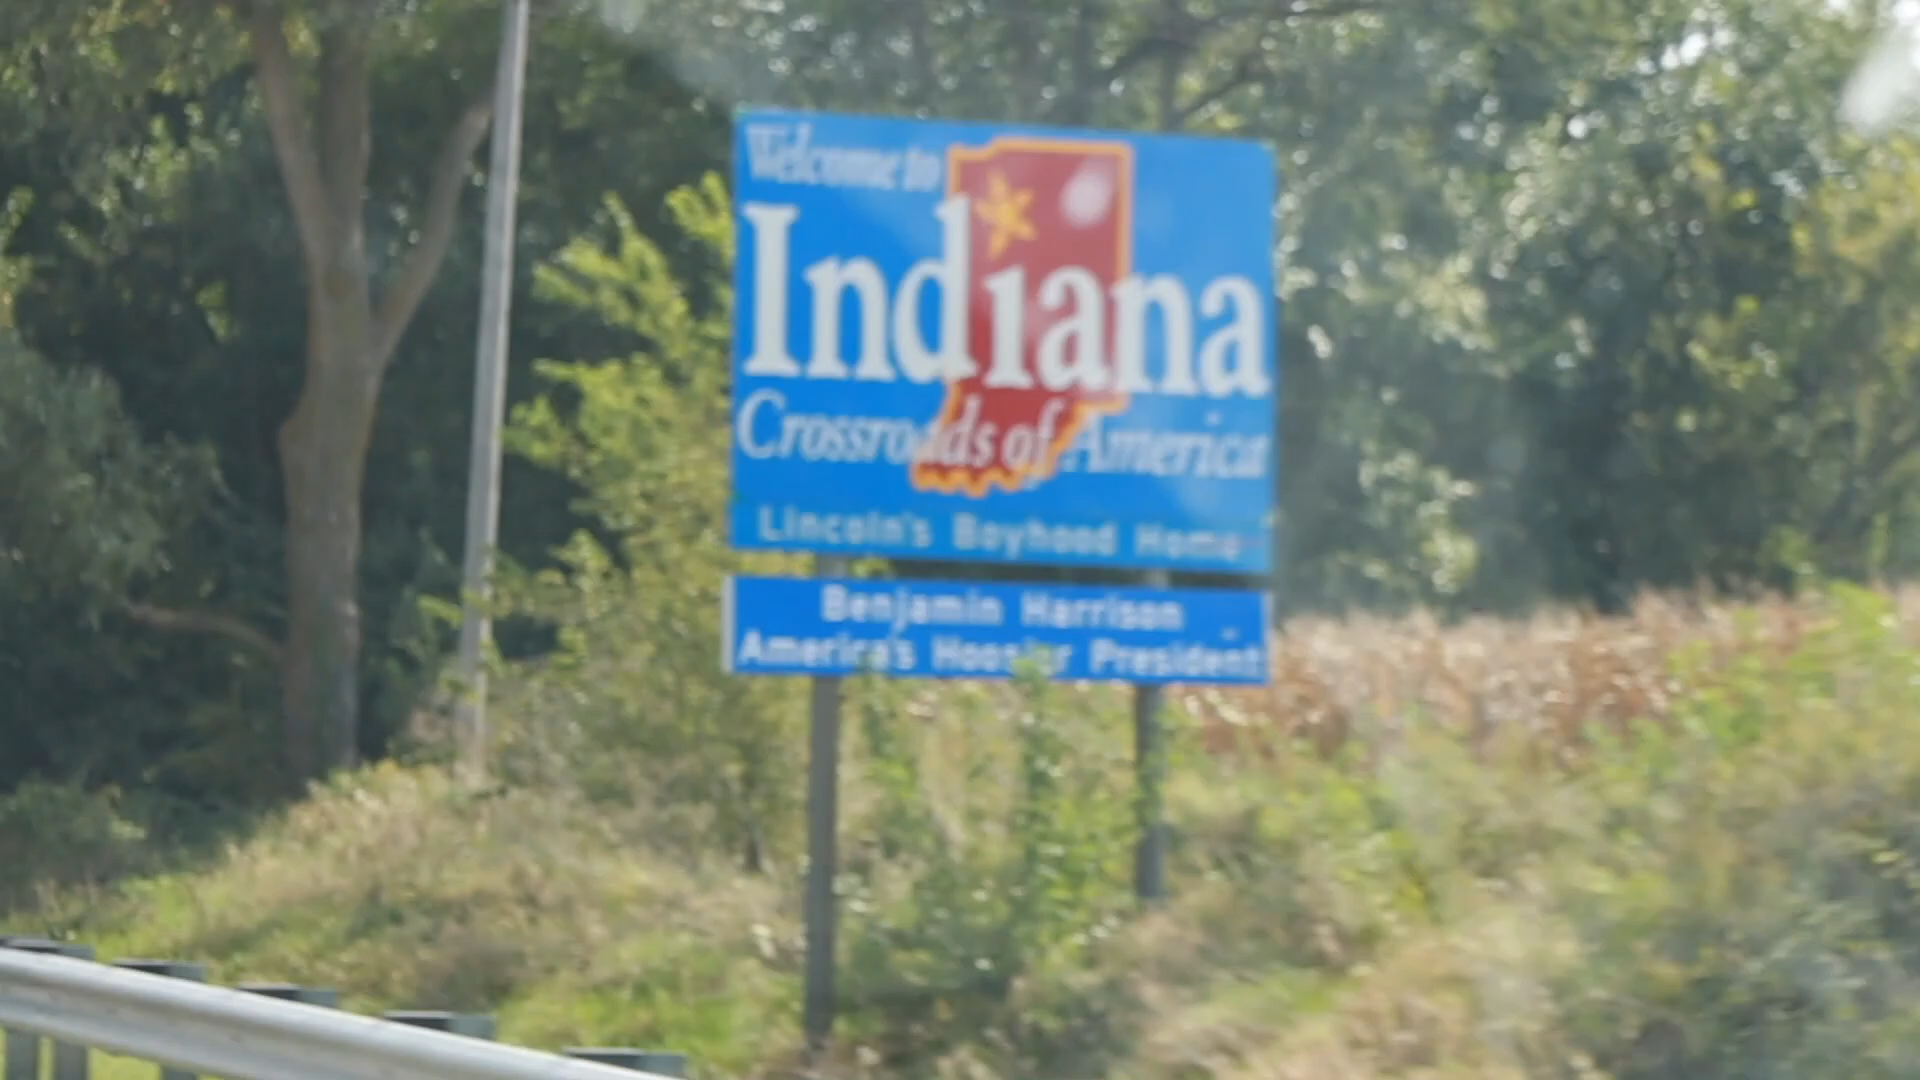 Welcome to
Indiana
Crossroads of America
Lincoln's Boyhood Home
Benjamin Harrison
America's Hoosier President